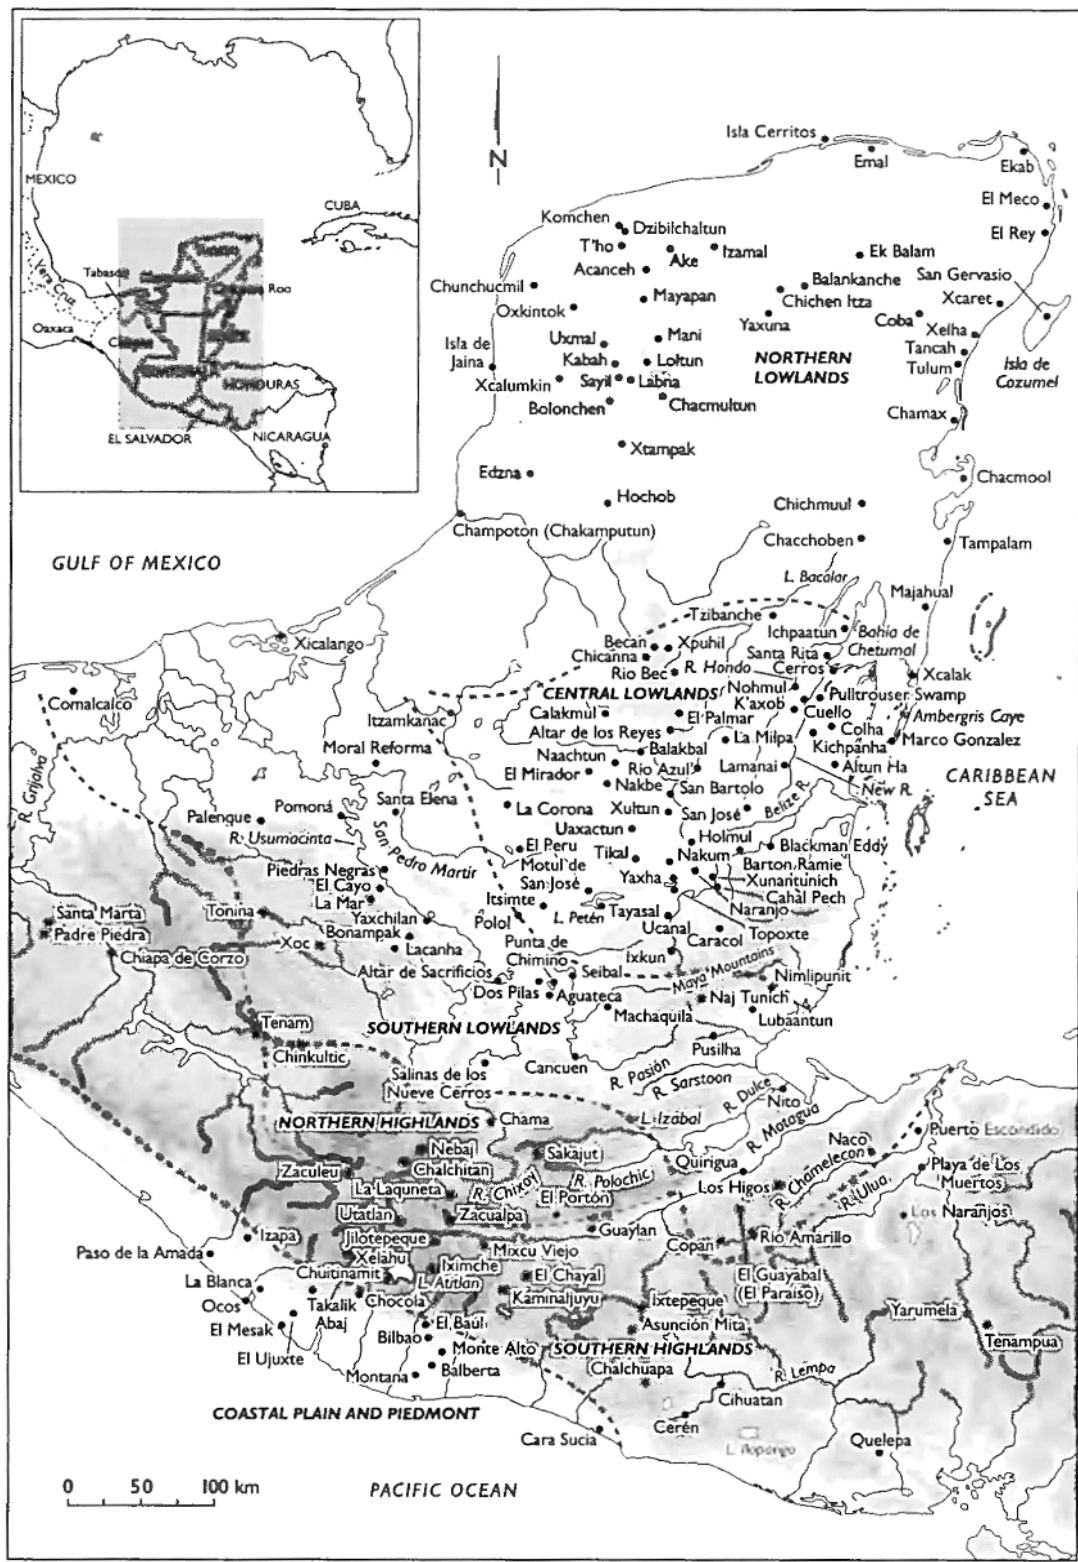 MEXICO
CUBA
Tabasco
Roo
Vera Cruz
Oaxaca
HONDURAS
EL SALVADOR
NICARAGUA
N
Isla Cerritos
Emal
Ekab
El Meco
El Rey
Komchen
Dzibilchaltun
T'ho
Ake
Izamal
Ek Balam
Acanceh
Balankanche
San Gervasio
Chunchucmil
Mayapan
Chichen Itza
Xcaret
Oxkintok
Yaxuna
Coba
Xelha
Uxmal
Mani
Isla de
Jaina
Kabah
Loltun
NORTHERN
LOWLANDS
Tancah
Tulum
Isla de
Cozumel
Xcalumkin
Sayil
Labna
Bolonchen
Chacmultun
Chamax
Xtampak
Edzna
Chacmool
Hochob
Chichmuul
Champoton (Chakamputun)
Chacchoben
Tampalam
GULF OF MEXICO
L. Bacalar
Majahual
Tzibanche
Xicalango
Becan
Xpuhil
Ichpaatun
Bahia de
Chetumal
Chicanna
Santa Rita
Rio Bec
R. Hondo
Cerros
Xcalak
Comalcalco
CENTRAL LOWLANDS
Nohmul
Pulltrouser Swamp
Itzamkanac
Calakmul
El Palmar
K'axob
Cuello
Ambergris Caye
Altar de los Reyes
La Milpa
Colha
Moral Reforma
Balakbal
Kichpanha
Marco Gonzalez
Naachtun
Rio Azul
Lamanai
Altun Ha
El Mirador
Nakbe
San Bartolo
New R.
CARIBBEAN
SEA
R. Grijalva
Santa Elena
La Corona
Xultun
San José
Belize R.
Pomoná
Palenque
Uaxactun
Holmul
R. Usumacinta
San Pedro Martir
El Peru
Tikal
Nakum
Blackman Eddy
Piedras Negras
Motul de
San José
Yaxha
Barton Ramie
El Cayo
Xunantunich
La Mar
Itsimte
Cahal Pech
Santa Marta
Tonina
Yaxchilan
Polol
L. Petén
Tayasal
Naranjo
Padre Piedra
Bonampak
Ucanal
Topoxte
Chiapa de Corzo
Xoc
Lacanha
Punta de
Chimino
Caracol
Ixkun
Altar de Sacrificios
Seibal
Maya Mountains
Nimlipunit
Dos Pilas
Aguateca
Naj Tunich
Machaquila
Lubaantun
Tenam
SOUTHERN LOWLANDS
Chinkultic
Cancuen
Pusilha
Salinas de los
Nueve Cerros
R. Pasión
R. Sarstoon
R. Dulce
Nito
NORTHERN HIGHLANDS
Chama
L. Izabal
R. Motagua
Puerto Escondido
Nebaj
Sakajut
Naco
Zaculeu
Chalchitan
R. Polochic
Quirigua
R. Chamelecon
Playa de Los
Muertos
La Laguneta
R. Chixoy
El Portón
Los Higos
R. Ulua
Utatlan
Zacualpa
Los Naranjos
Izapa
Jilotepeque
Guaylan
Copan
Rio Amarillo
Paso de la Amada
Xelahu
Mixcu Viejo
Chuitinamit
Iximche
La Blanca
L. Atitlan
El Chayal
El Guayabal
(El Paraiso)
Ocos
Takalik
Abaj
Chocola
Kaminaljuyu
Ixtepeque
Yarumela
El Mesak
El Baúl
Asunción Mita
Tenampua
El Ujuxte
Bilbao
Monte Alto
SOUTHERN HIGHLANDS
Montana
Balberta
Chalchuapa
R. Lempa
Cihuatan
COASTAL PLAIN AND PIEDMONT
Cerén
Cara Sucia
L. Ilopango
Quelepa
0 50 100 km
PACIFIC OCEAN